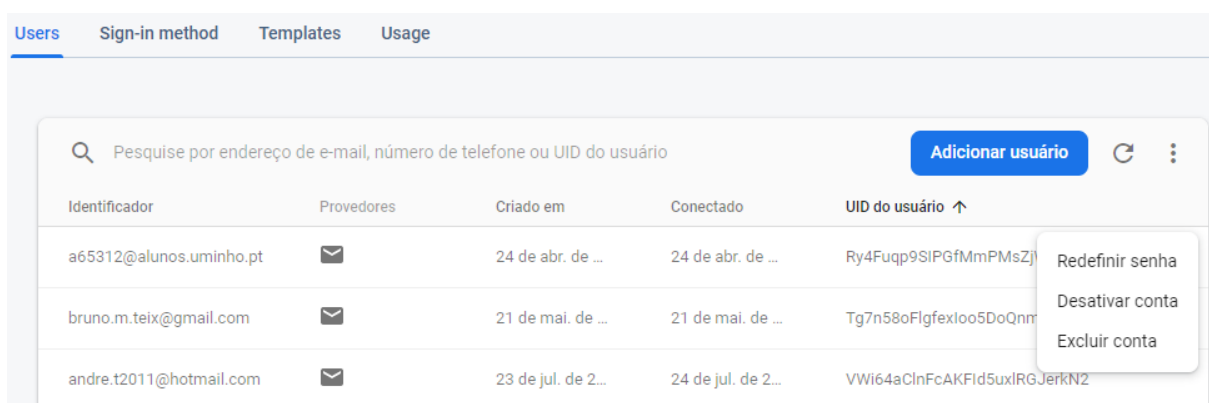 Users Sign-in method Templates Usage
Pesquise por endereço de e-mail, número de telefone ou UID do usuário Adicionar usuário
Identificador Provedores Criado em Conectado UID do usuário
a65312@alunos.uminho.pt 24 de abr. de ... 24 de abr. de ...
Redefinir senha
Desativar conta
bruno.m.teix@gmail.com 21 de mai. de ... 21 de mai. de ...
Excluir conta
andre.t2011@hotmail.com 23 de jul. de 2... 24 de jul. de 2...